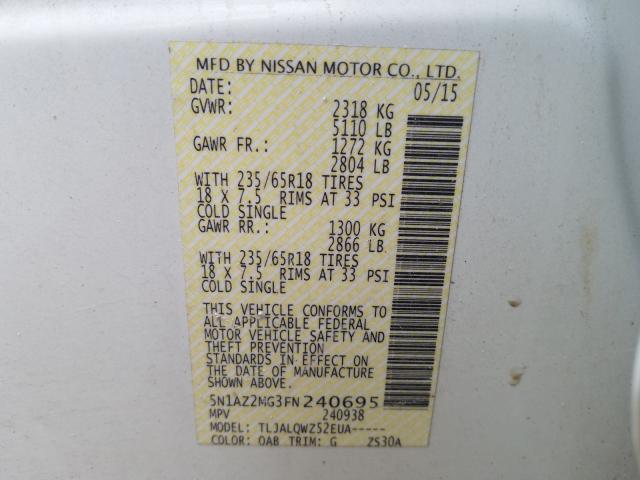 MFD BY NISSAN MOTOR CO., LTD.
DATE: 05/15
GVWR: 2318 KG
5110 LB
GAWR FR.: 1272 KG
2804 LB
WITH 235/65R18 TIRES
18 X 7.5 RIMS AT 33 PSI
COLD SINGLE
GAWR RR.: 1300 KG
2866 LB.
WITH 235/65R18 TIRES
18 X 7.5 RIMS AT 33 PSI
COLD SINGLE
THIS VEHICLE CONFORMS TO
ALL APPLICABLE FEDERAL
MOTOR VEHICLE SAFETY AND
THEFT PREVENTION
STANDARDS IN EFFECT ON
THE DATE OF MANUFACTURE
SHOWN ABOVE.
5N1AZ2MG3FN240695
MPV 240938
MODEL: TLJALQWZ52EUA-----
COLOR: QAB TRIM: G ZS30A